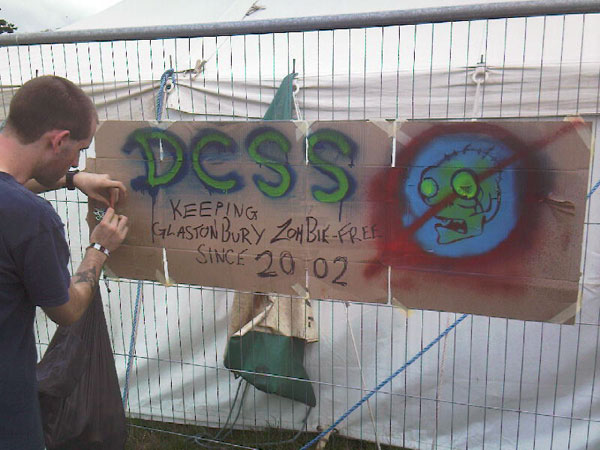 DCSS
KEEPING
GLASTONBURY ZOMBIE-FREE
SINCE 2002